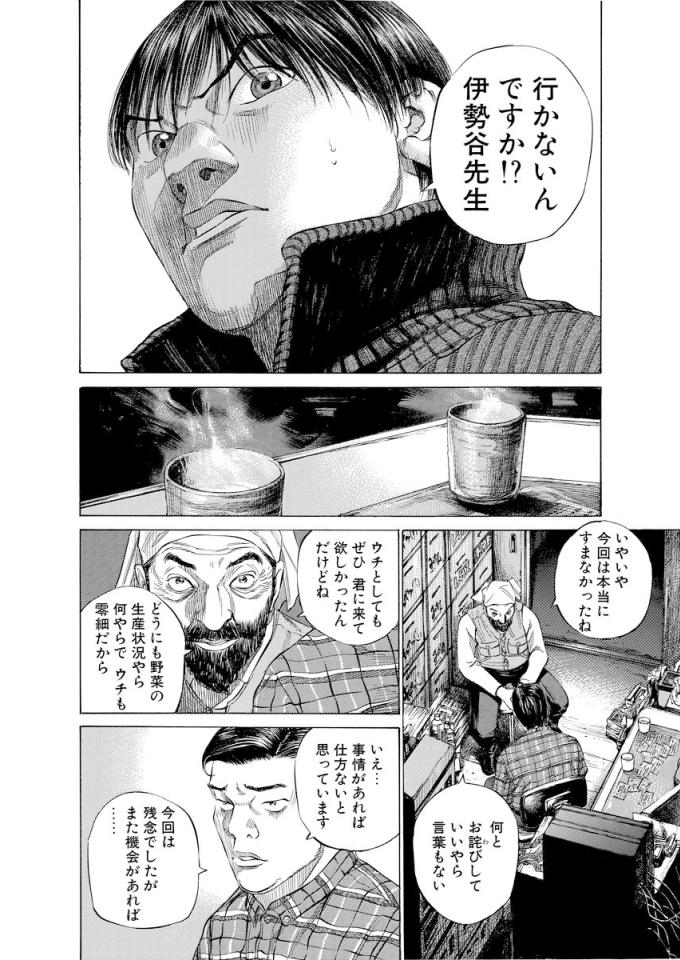 行かないん
ですか!?
伊勢谷先生
いやいや
今回は本当に
すまなかったね
何と
お詫びして
わ
いいやら
言葉もない
ウチとしても
ぜひ 君に来て
欲しかったん
だけどね
どうにも野菜の
生産状況やら
何やらで ウチも
零細だから
いえ…
事情があれば
仕方ないと
思っています
今回は
残念でしたが
また機会があれば
……